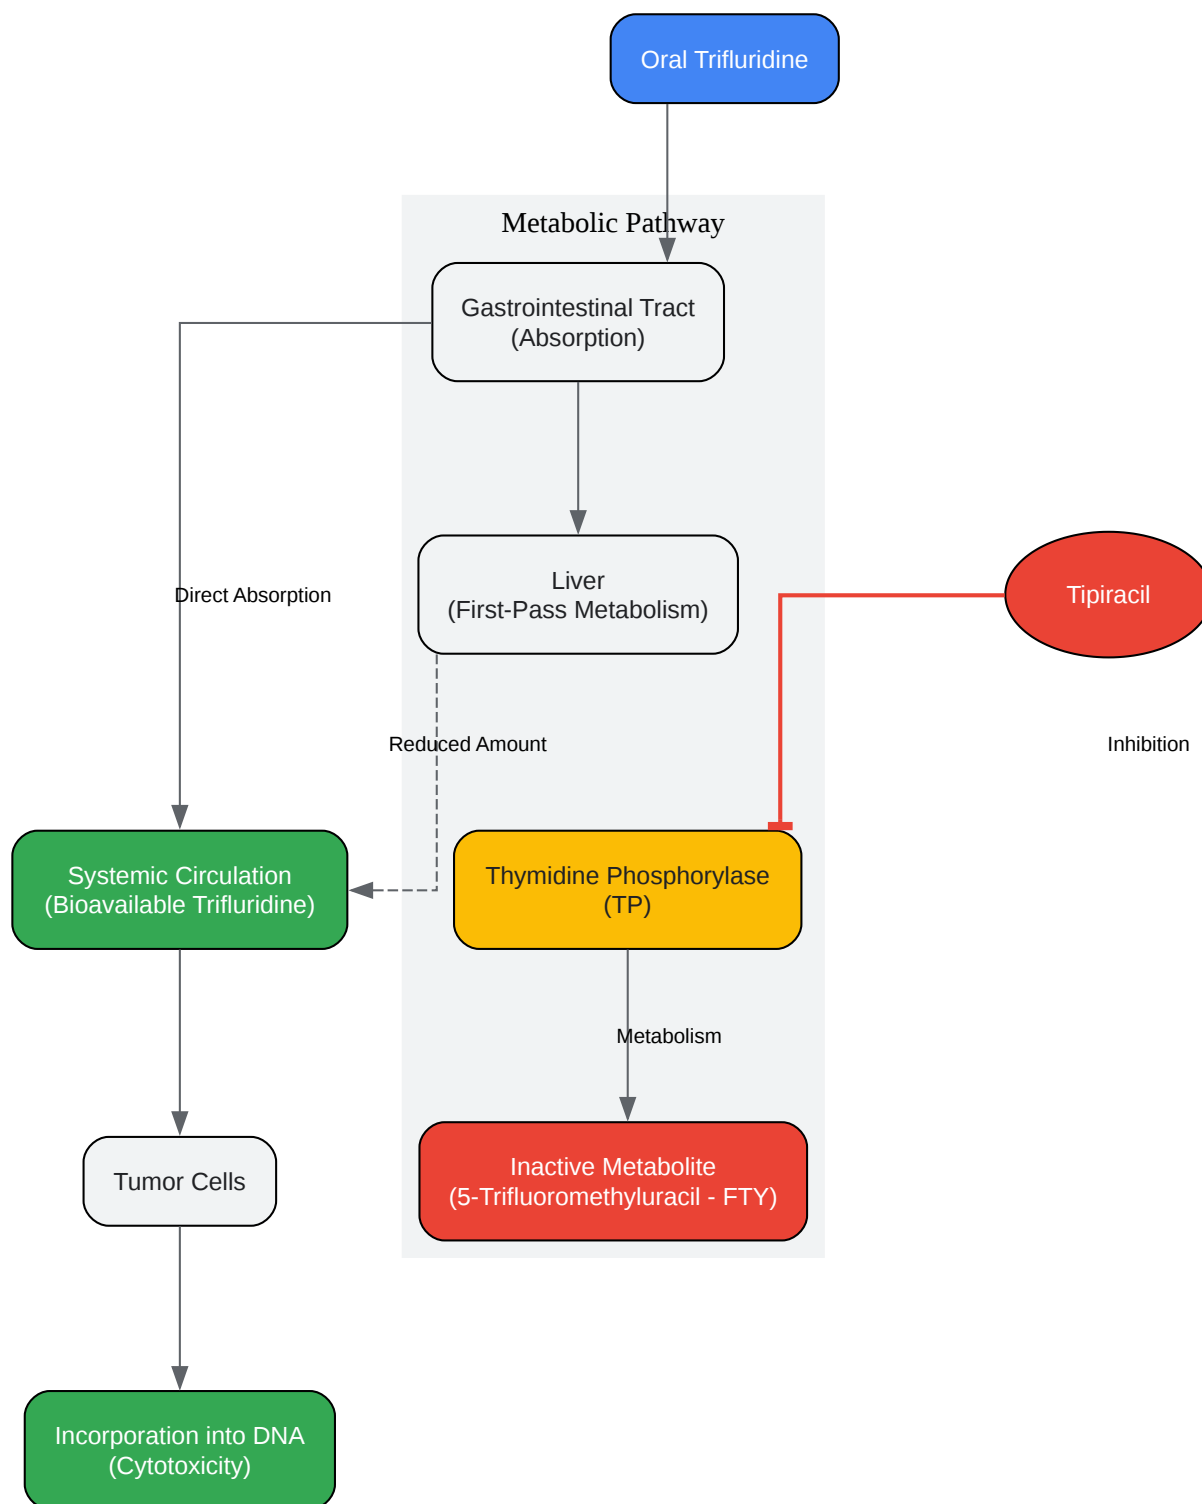 Oral Trifluridine
Metabolic Pathway
Gastrointestinal Tract
(Absorption)
Liver
(First-Pass Metabolism)
Tipiracil
Direct Absorption
Reduced Amount
Inhibition
Systemic Circulation
(Bioavailable Trifluridine)
Thymidine Phosphorylase
(TP)
Metabolism
Inactive Metabolite
(5-Trifluoromethyluracil - FTY)
Tumor Cells
Incorporation into DNA
(Cytotoxicity)